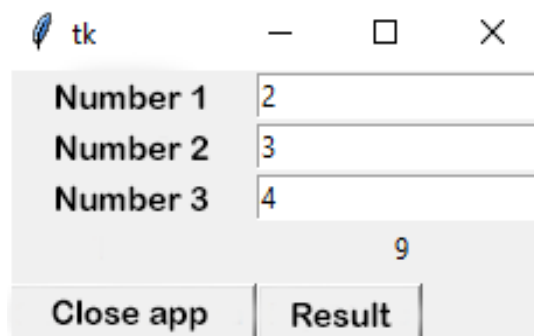 tk
Number 1 2
Number 2 3
Number 3 4
9
Close app Result